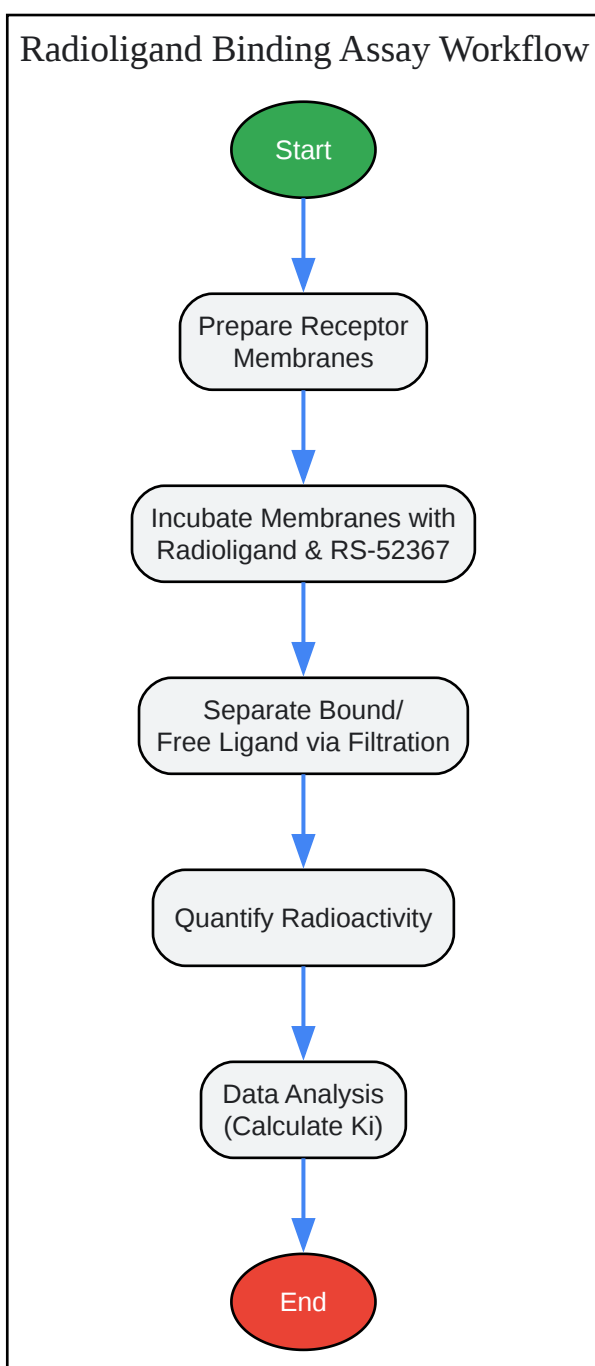 Radioligand Binding Assay Workflow
Start
Prepare Receptor
Membranes
Incubate Membranes with
Radioligand & RS-52367
Separate Bound/
Free Ligand via Filtration
Quantify Radioactivity
Data Analysis
(Calculate Ki)
End